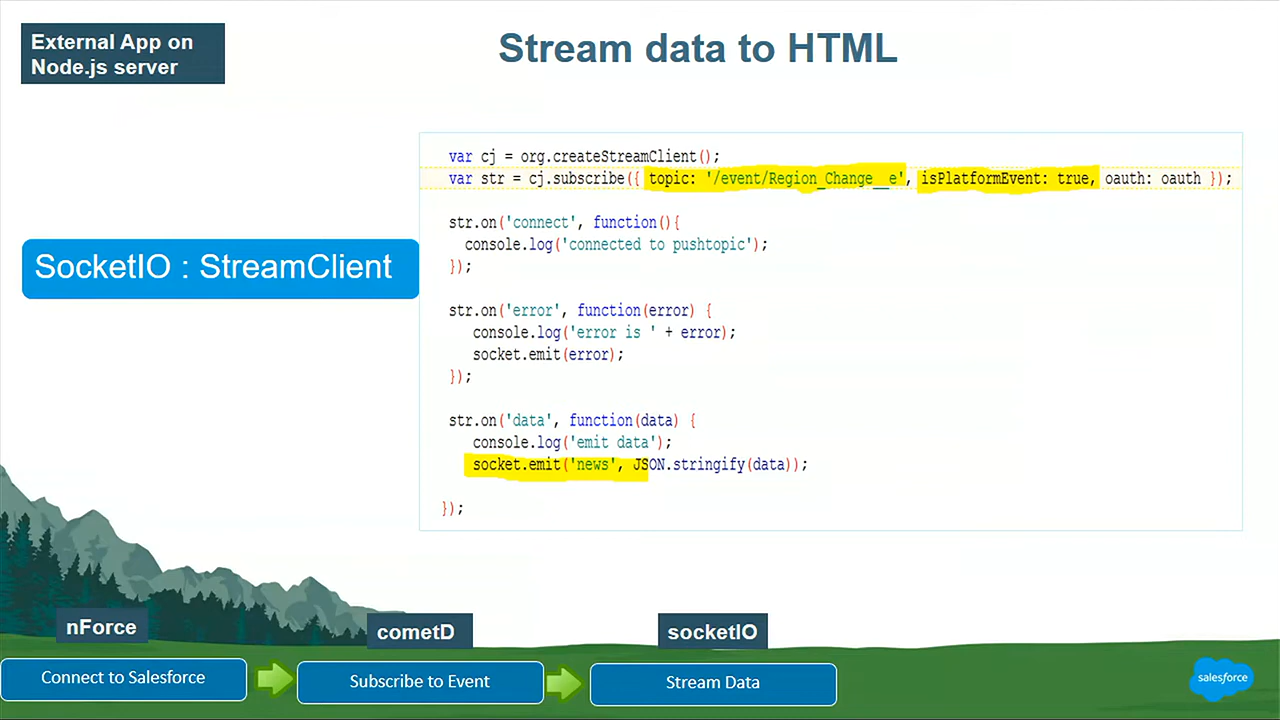 External App on
Node.js server
Stream data to HTML
var cj = org.createStreamClient();
var str = cj.subscribe({ topic: '/event/Region_Change__e', isPlatformEvent: true, oauth: oauth });
str.on('connect', function(){
console.log('connected to pushtopic');
});
SocketIO : StreamClient
str.on('error', function(error) {
console.log('error is ' + error);
socket.emit(error);
});
str.on('data', function(data) {
console.log('emit data');
socket.emit('news', JSON.stringify(data));
});
nForce
cometD
socketIO
Connect to Salesforce
Subscribe to Event
Stream Data
salesforce